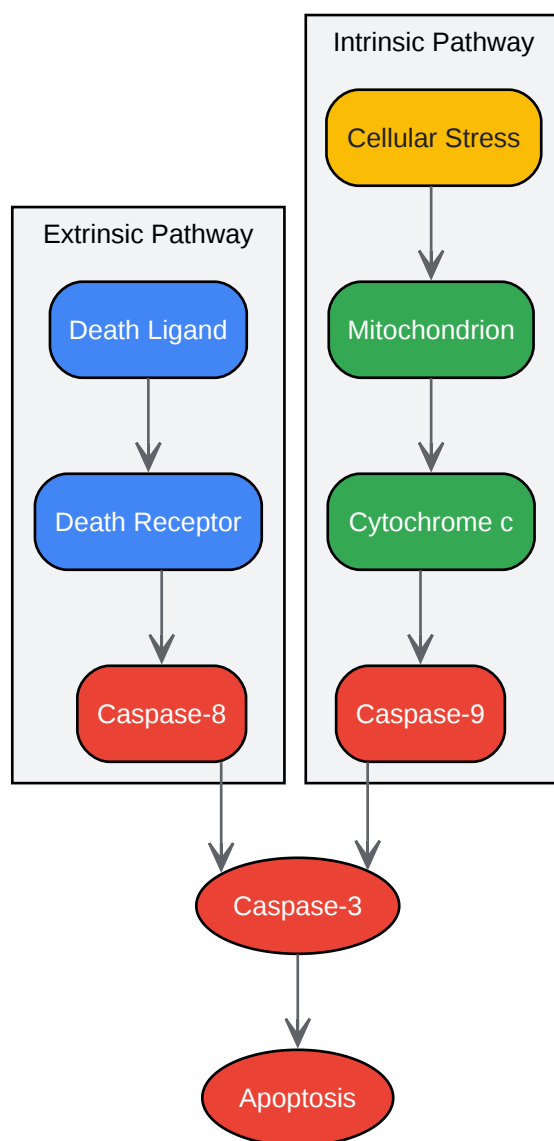 Intrinsic Pathway
Cellular Stress
Extrinsic Pathway
Death Ligand
Mitochondrion
Death Receptor
Cytochrome c
Caspase-8
Caspase-9
Caspase-3
Apoptosis